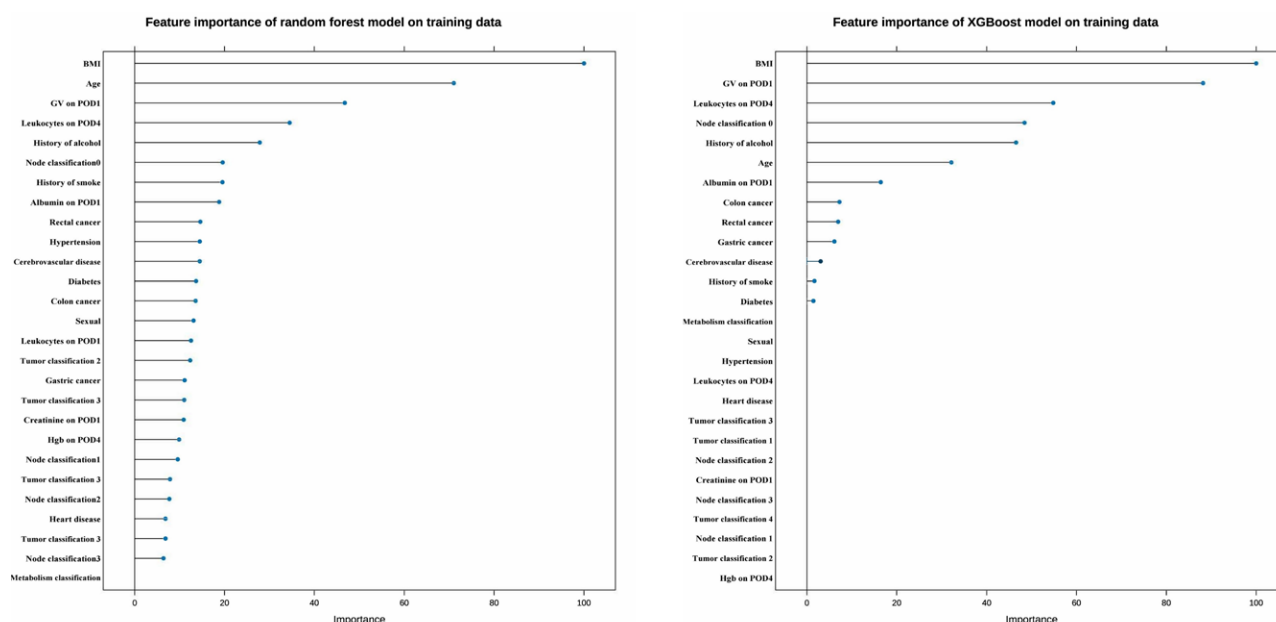 Feature importance of random forest model on training data
BMI
Age
GV on POD1
Leukocytes on POD4
History of alcohol
Node classification0
History of smoke
Albumin on POD1
Rectal cancer
Hypertension
Cerebrovascular disease
Diabetes
Colon cancer
Sexual
Leukocytes on POD1
Tumor classification 2
Gastric cancer
Tumor classification 3
Creatinine on POD1
Hgb on POD4
Node classification1
Tumor classification 3
Node classification2
Heart disease
Tumor classification 3
Node classification3
Metabolism classification
0 20 40 60 80 100
Importance
Feature importance of XGBoost model on training data
BMI
GV on POD1
Leukocytes on POD4
Node classification 0
History of alcohol
Age
Albumin on POD1
Colon cancer
Rectal cancer
Gastric cancer
Cerebrovascular disease
History of smoke
Diabetes
Metabolism classification
Sexual
Hypertension
Leukocytes on POD4
Heart disease
Tumor classification 3
Tumor classification 1
Node classification 2
Creatinine on POD1
Node classification 3
Tumor classification 4
Node classification 1
Tumor classification 2
Hgb on POD4
0 20 40 60 80 100
Importance